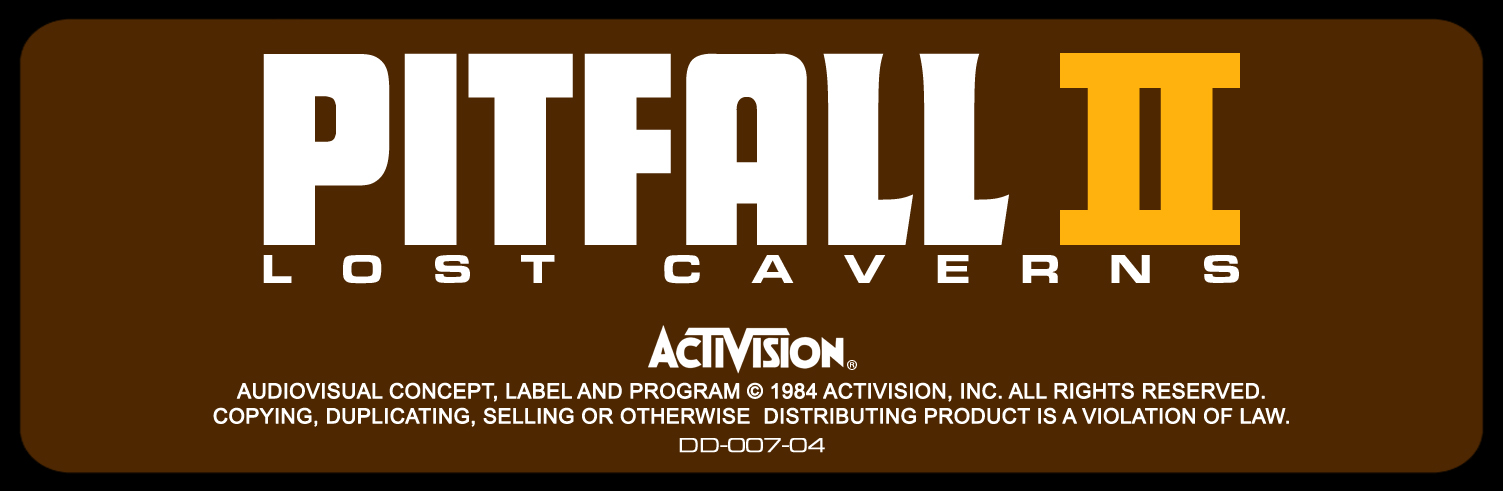 PITFALL II
LOST CAVERNS
ACTIVISION®
AUDIOVISUAL CONCEPT, LABEL AND PROGRAM © 1984 ACTIVISION, INC. ALL RIGHTS RESERVED.
COPYING, DUPLICATING, SELLING OR OTHERWISE DISTRIBUTING PRODUCT IS A VIOLATION OF LAW.
DD-007-04